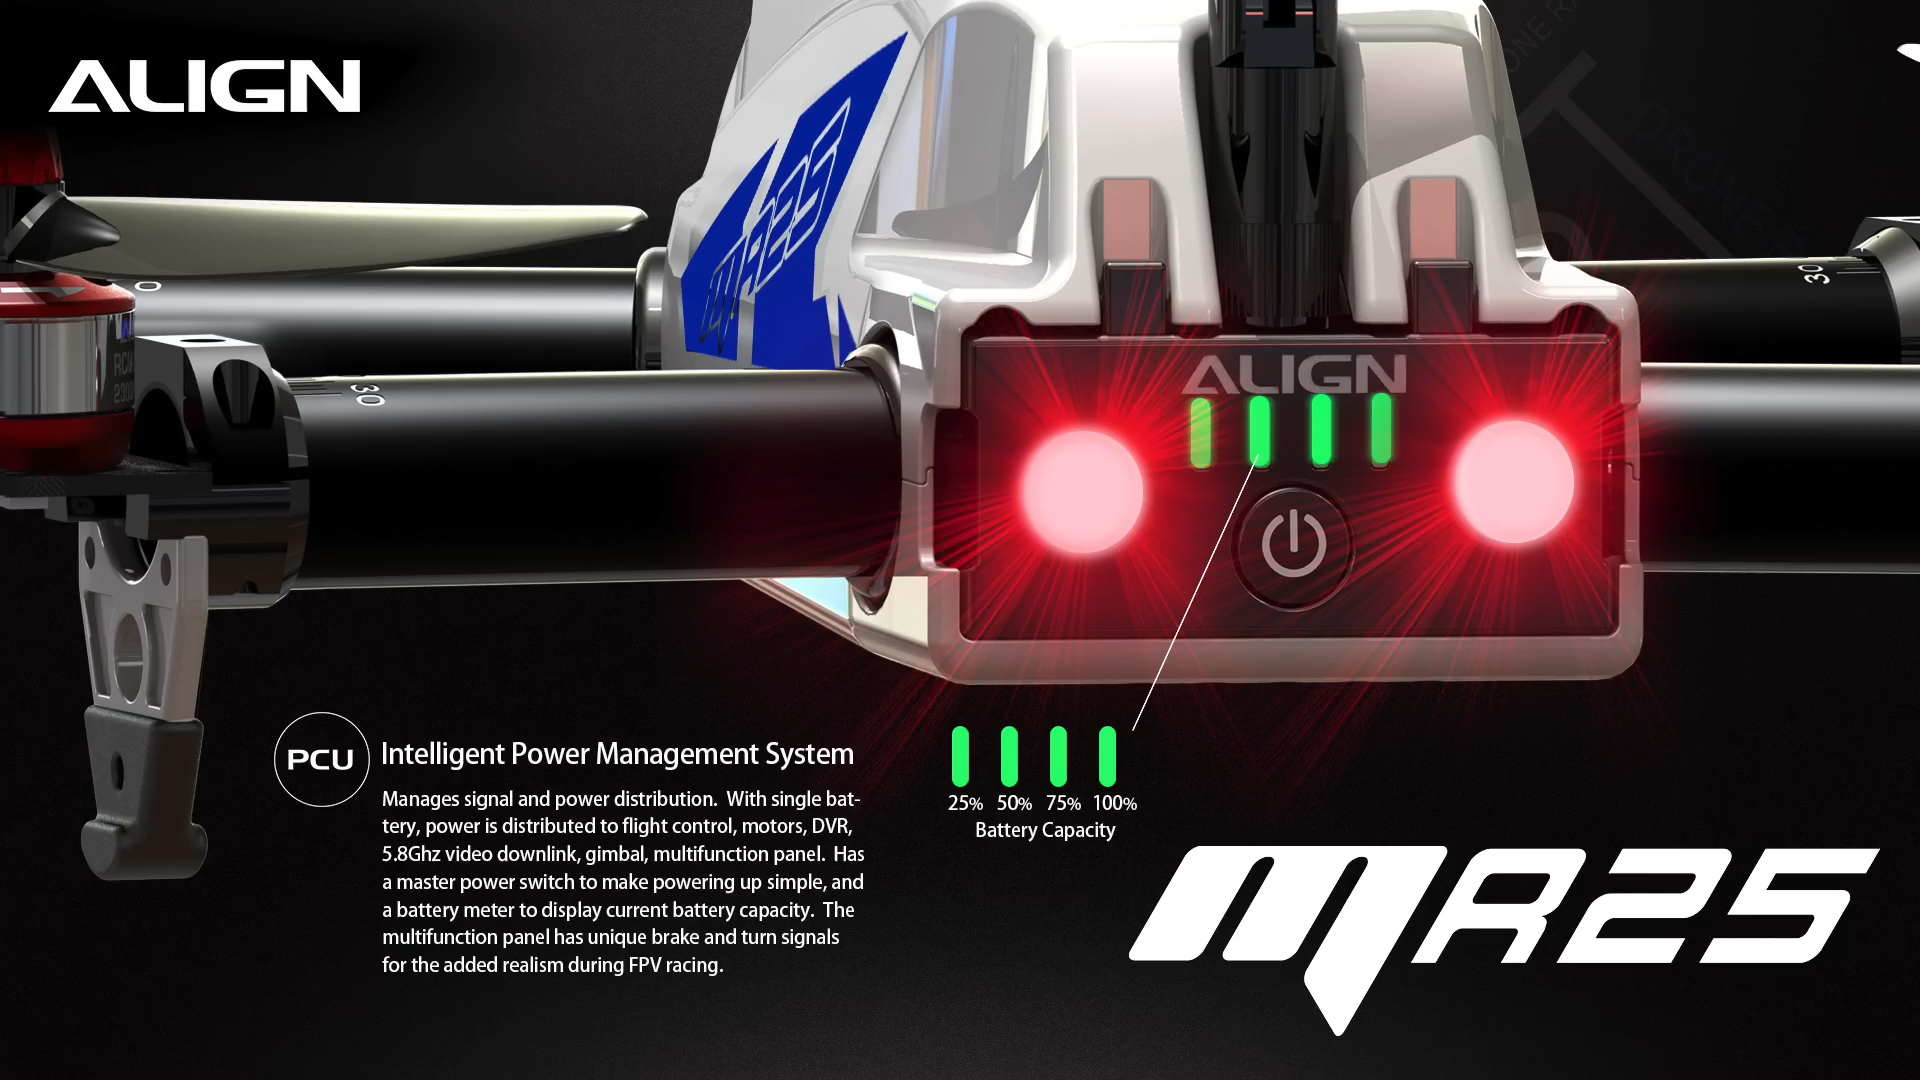 ALIGN
MR25
DRONE RA
0
30
30
ALIGN
PCU
Intelligent Power Management System
Manages signal and power distribution.  With single bat-
tery, power is distributed to flight control, motors, DVR,
5.8Ghz video downlink, gimbal, multifunction panel.  Has
a master power switch to make powering up simple, and
a battery meter to display current battery capacity.  The
multifunction panel has unique brake and turn signals
for the added realism during FPV racing.
25% 50% 75% 100%
Battery Capacity
MR25